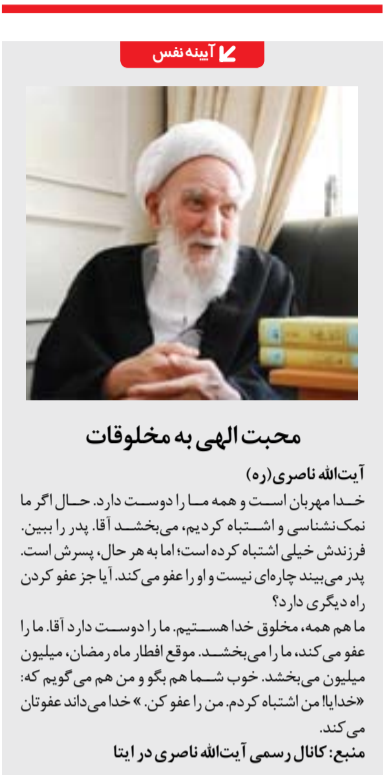 آیینه نفس
محبت الهی به مخلوقات
آیت‌الله ناصری(ره)
خدا مهربان است و همه ما را دوست دارد. حال اگر ما
نمک‌نشناسی و اشتباه کردیم، می‌بخشد آقا. پدر را ببین.
فرزندش خیلی اشتباه کرده است؛ اما به هر حال، پسرش است.
پدر می‌بیند چاره‌ای نیست و او را عفو می‌کند. آیا جز عفو کردن
راه دیگری دارد؟
ما هم همه، مخلوق خدا هستیم. ما را دوست دارد آقا. ما را
عفو می‌کند، ما را می‌بخشد. موقع افطار ماه رمضان، میلیون
میلیون می‌بخشد. خوب شما هم بگو و من هم می‌گویم که:
«خدایا! من اشتباه کردم. من را عفو کن.» خدا می‌داند عفوتان
می‌کند.
منبع: کانال رسمی آیت‌الله ناصری در ایتا